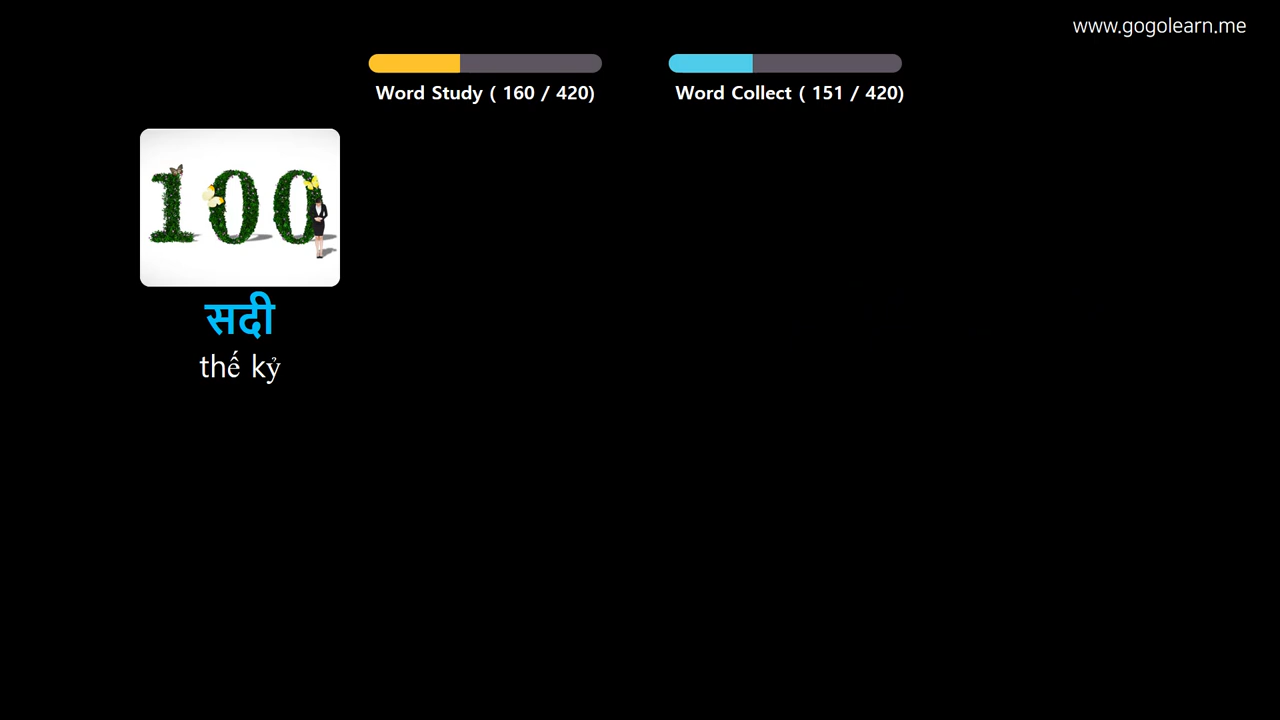 www.gogolearn.me
Word Study ( 160 / 420)
Word Collect ( 151 / 420)
100
सदी
thế kỷ